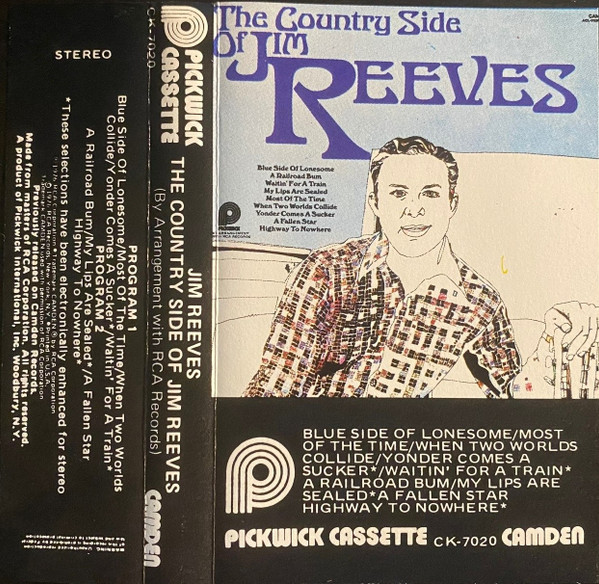 STEREO
PROGRAM 1
Blue Side Of Lonesome/Most Of The Time/When Two Worlds
Collide/Yonder Comes A Sucker*/Waitin' For A Train*
PROGRAM 2
A Railroad Bum/My Lips Are Sealed*/A Fallen Star
Highway To Nowhere*
*These selections have been electronically enhanced for stereo
Previously released on Camden Records.
Made from masters of RCA Corporation. All rights reserved.
A product of Pickwick International, Inc, Woodbury, N.Y.
CK-7020
PICKWICK
CASSETTE
JIM REEVES
THE COUNTRY SIDE OF JIM REEVES
(By Arrangement with RCA Records)
CAMDEN
The Country Side
Of JIM
REEVES
Blue Side Of Lonesome
A Railroad Bum
Waitin' For A Train
My Lips Are Sealed
Most Of The Time
When Two Worlds Collide
Yonder Comes A Sucker
A Fallen Star
Highway To Nowhere
BLUE SIDE OF LONESOME/MOST
OF THE TIME/WHEN TWO WORLDS
COLLIDE/YONDER COMES A
SUCKER*/WAITIN' FOR A TRAIN*
A RAILROAD BUM/MY LIPS ARE
SEALED*A FALLEN STAR
HIGHWAY TO NOWHERE*
PICKWICK CASSETTE CK-7020 CAMDEN